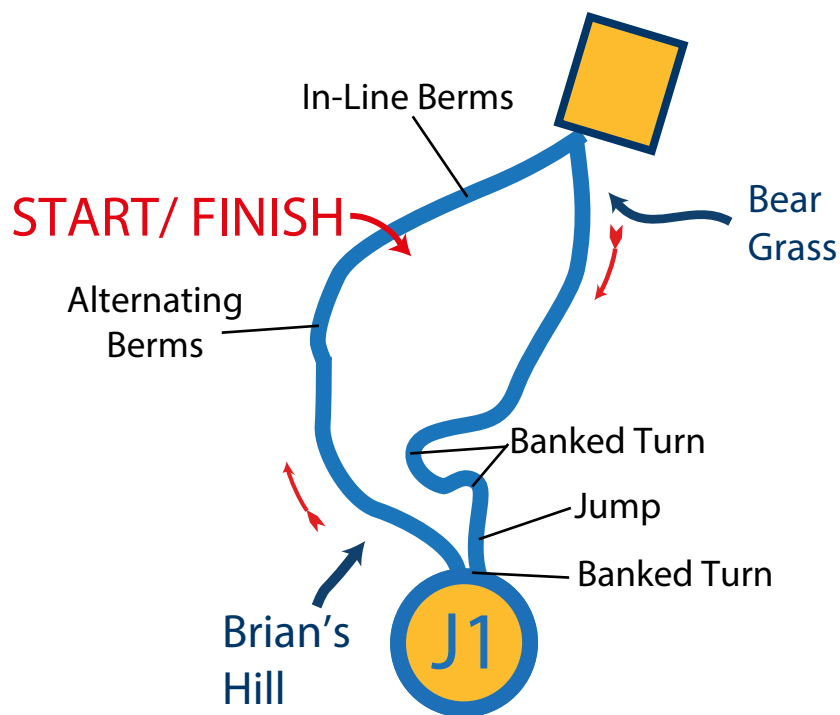 In-Line Berms
START/ FINISH
Bear
Grass
Alternating
Berms
Banked Turn
Jump
Banked Turn
Brian’s
Hill
J1